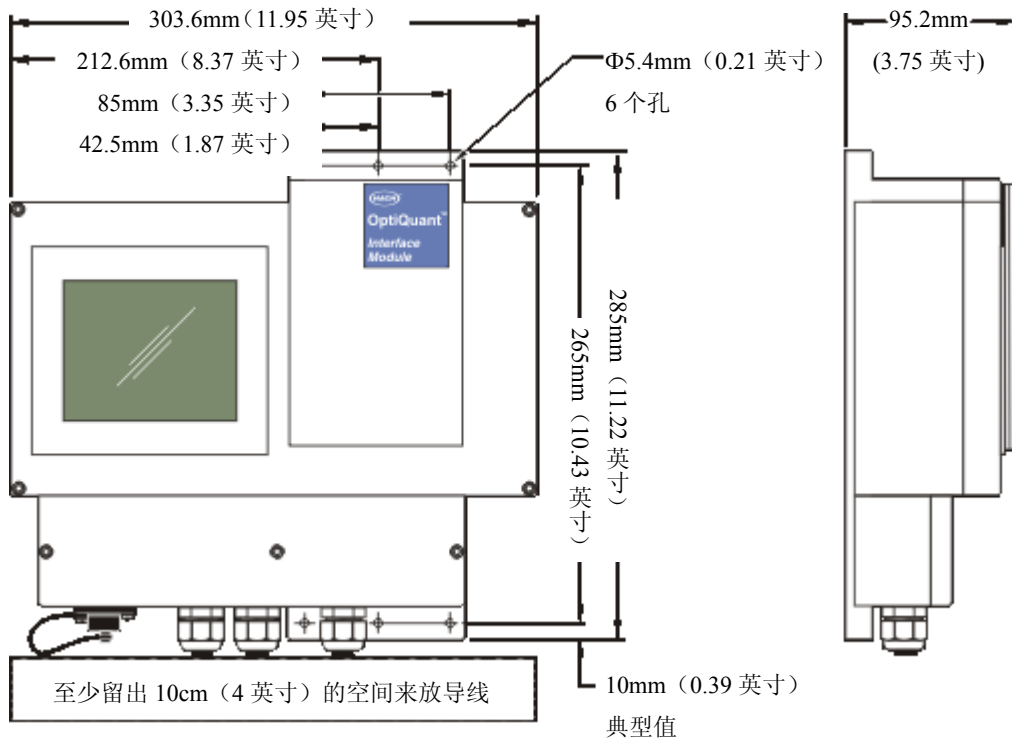 303.6mm（11.95 英寸）
95.2mm
(3.75 英寸)
212.6mm（8.37 英寸）
Φ5.4mm（0.21 英寸）
6 个孔
85mm（3.35 英寸）
42.5mm（1.87 英寸）
HACH
OptiQuant™
Interface
Module
285mm（11.22 英寸）
265mm（10.43 英寸）
至少留出 10cm（4 英寸）的空间来放导线
10mm（0.39 英寸）
典型值